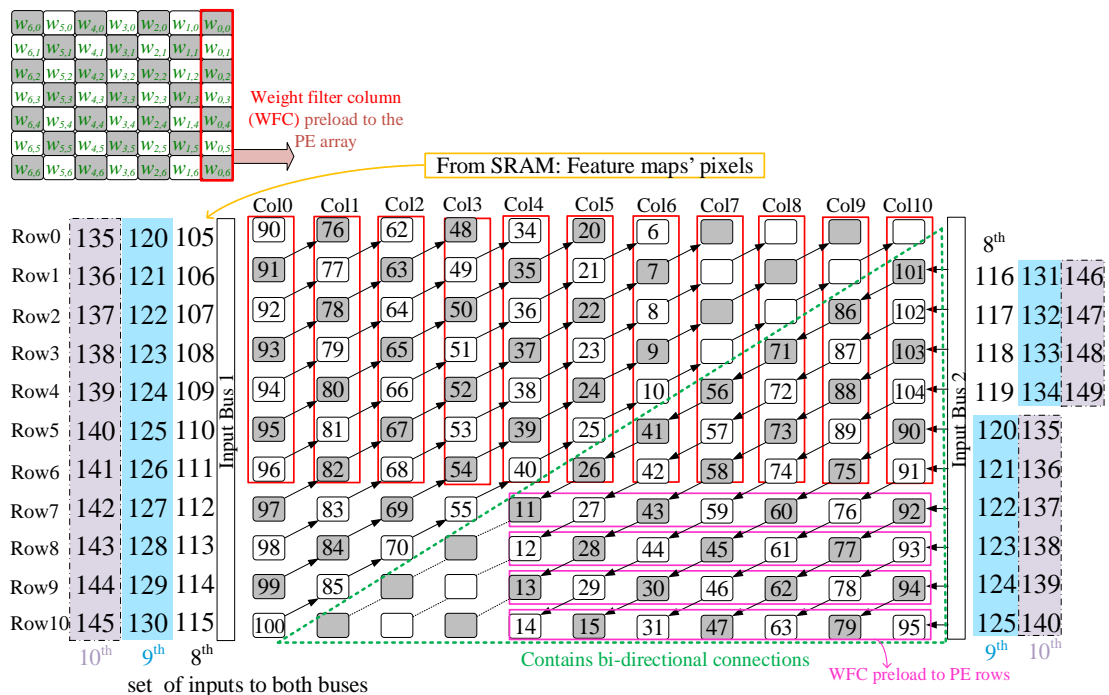 w6,0 w5,0 w4,0 w3,0 w2,0 w1,0 w0,0
w6,1 w5,1 w4,1 w3,1 w2,1 w1,1 w0,1
w6,2 w5,2 w4,2 w3,2 w2,2 w1,2 w0,2
w6,3 w5,3 w4,3 w3,3 w2,3 w1,3 w0,3
w6,4 w5,4 w4,4 w3,4 w2,4 w1,4 w0,4
w6,5 w5,5 w4,5 w3,5 w2,5 w1,5 w0,5
w6,6 w5,6 w4,6 w3,6 w2,6 w1,6 w0,6
Weight filter column
(WFC) preload to the
PE array
From SRAM: Feature maps' pixels
Col0 Col1 Col2 Col3 Col4 Col5 Col6 Col7 Col8 Col9 Col10
Row0 135 120 105 90 76 62 48 34 20 6 8th
Row1 136 121 106 91 77 63 49 35 21 7 101 116 131 146
Row2 137 122 107 92 78 64 50 36 22 8 86 102 117 132 147
Row3 138 123 108 93 79 65 51 37 23 9 71 87 103 118 133 148
Row4 139 124 109 94 80 66 52 38 24 10 56 72 88 104 119 134 149
Row5 140 125 110 95 81 67 53 39 25 41 57 73 89 90 120 135
Row6 141 126 111 96 82 68 54 40 26 42 58 74 75 91 121 136
Row7 142 127 112 97 83 69 55 11 27 43 59 60 76 92 122 137
Row8 143 128 113 98 84 70 12 28 44 45 61 77 93 123 138
Row9 144 129 114 99 85 13 29 30 46 62 78 94 124 139
Row10 145 130 115 100 14 15 31 47 63 79 95 125 140
Input Bus 1
Input Bus 2
10th 9th 8th
Contains bi-directional connections
9th 10th
WFC preload to PE rows
set of inputs to both buses